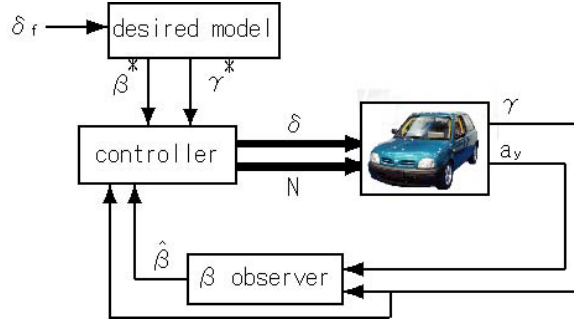 δf
desired model
β*
γ*
controller
δ
N
γ
ay
β̂
β observer